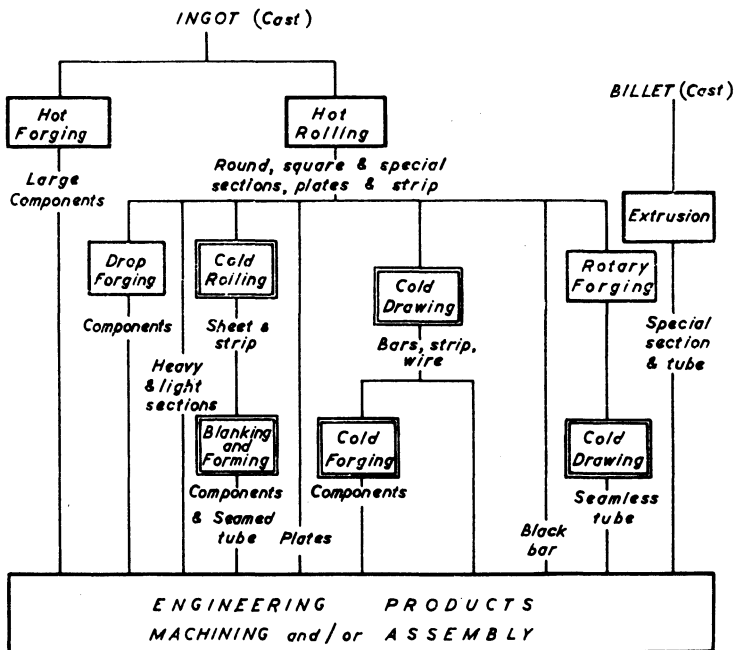 INGOT (Cast)
BILLET (Cast)
Hot
Forging
Hot
Rolling
Large
Components
Round, square & special
sections, plates & strip
Extrusion
Drop
Forging
Cold
Rolling
Cold
Drawing
Rotary
Forging
Components
Sheet &
strip
Bars, strip,
wire
Special
section
& tube
Heavy
& light
sections
Blanking
and
Forming
Cold
Forging
Cold
Drawing
Components
& Seamed
tube
Plates
Components
Black
bar
Seamless
tube
ENGINEERING PRODUCTS
MACHINING and/or ASSEMBLY